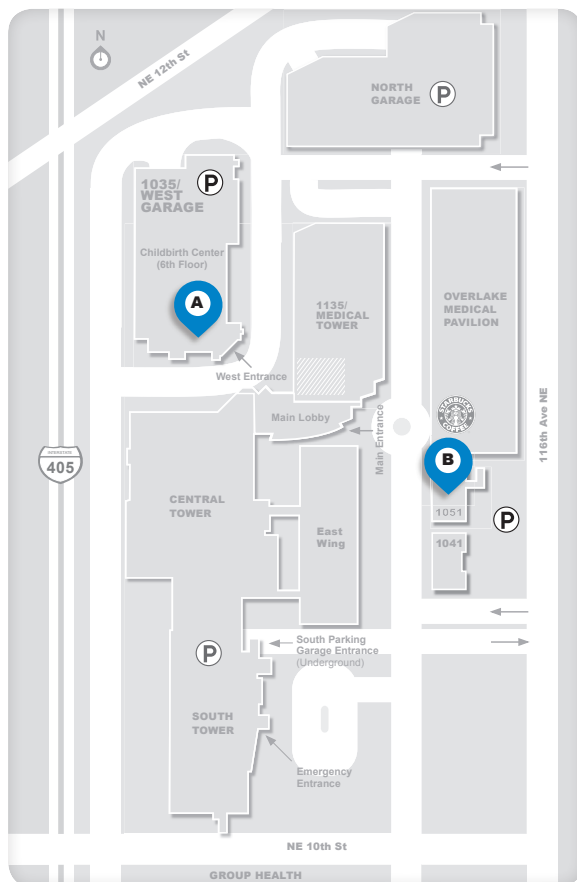 N
NE 12th St
NORTH
GARAGE
P
1035/
WEST
GARAGE
P
Childbirth Center
(6th Floor)
A
1135/
MEDICAL
TOWER
OVERLAKE
MEDICAL
PAVILION
West Entrance
Main Lobby
Main Entrance
STARBUCKS
COFFEE
116th Ave NE
INTERSTATE
405
B
CENTRAL
TOWER
1051
P
East
Wing
1041
South Parking
Garage Entrance
(Underground)
P
SOUTH
TOWER
Emergency
Entrance
NE 10th St
GROUP HEALTH